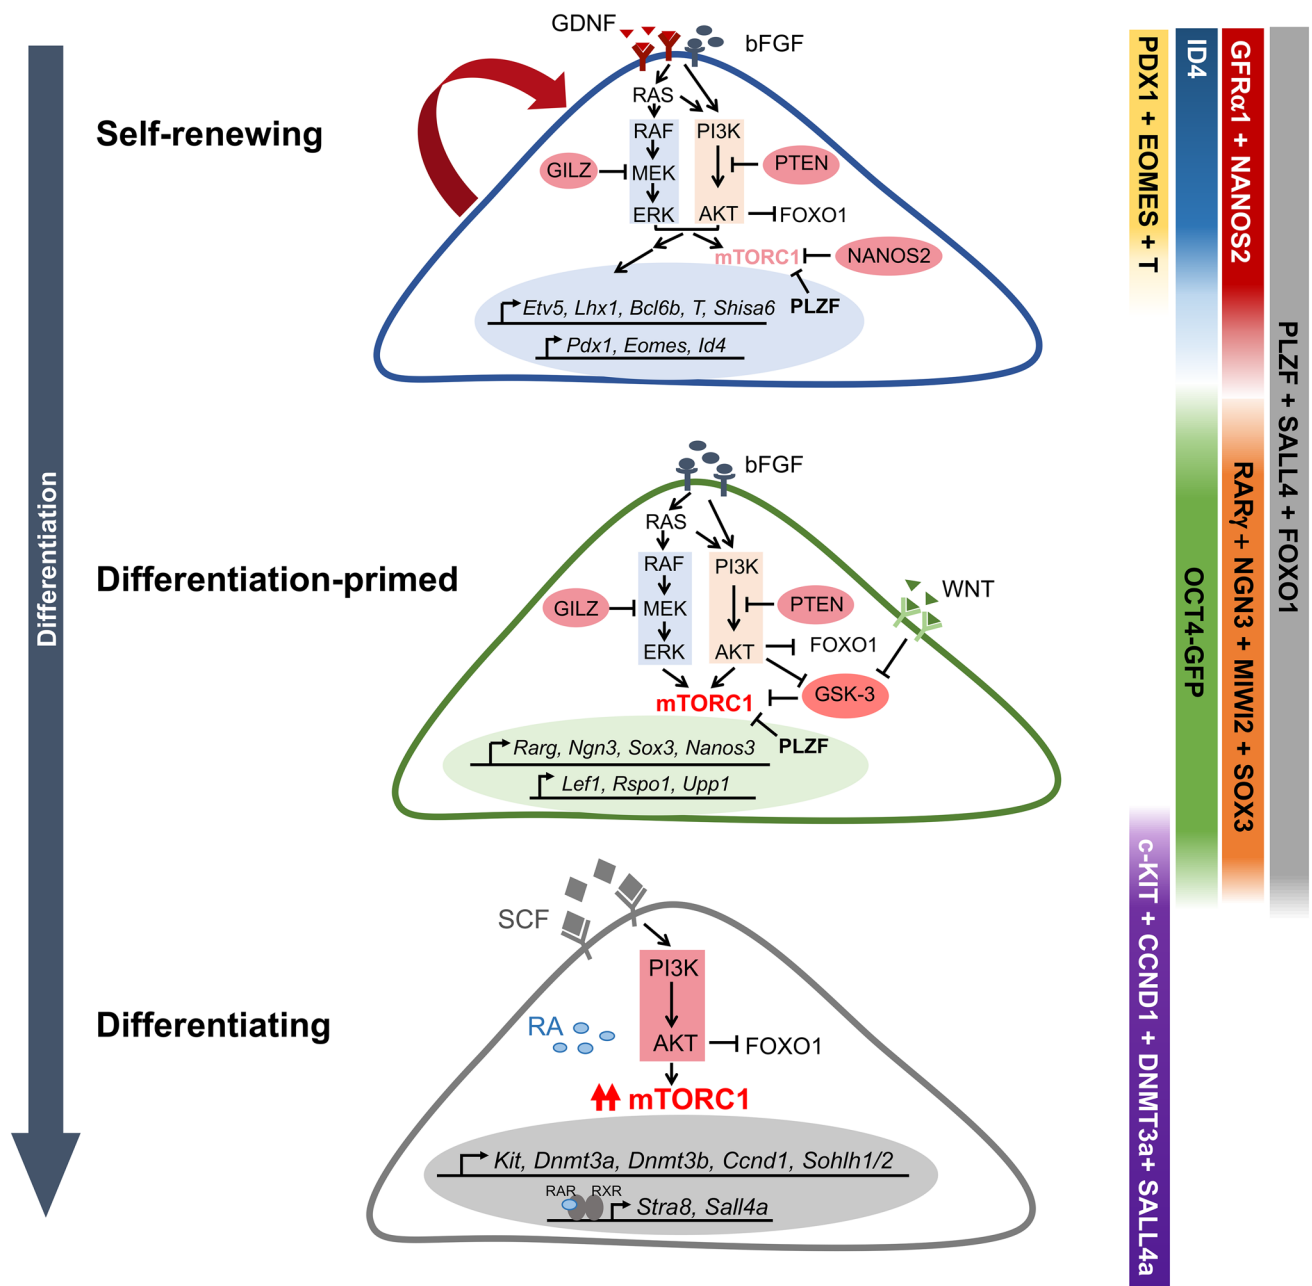 GDNF
bFGF
Self-renewing
RAS
RAF
PI3K
GILZ
MEK
PTEN
ERK
AKT
FOXO1
mTORC1
NANOS2
PLZF
Etv5, Lhx1, Bcl6b, T, Shisa6
Pdx1, Eomes, Id4
Differentiation
Differentiation-primed
bFGF
RAS
RAF
PI3K
GILZ
MEK
PTEN
WNT
ERK
AKT
FOXO1
GSK-3
mTORC1
PLZF
Rarg, Ngn3, Sox3, Nanos3
Lef1, Rspo1, Upp1
Differentiating
SCF
PI3K
RA
AKT
FOXO1
mTORC1
Kit, Dnmt3a, Dnmt3b, Ccnd1, Sohlh1/2
RAR
RXR
Stra8, Sall4a
PDX1 + EOMES + T
ID4
GFRα1 + NANOS2
PLZF + SALL4 + FOXO1
OCT4-GFP
RARγ + NGN3 + MIWI2 + SOX3
c-KIT + CCND1 + DNMT3a+ SALL4a